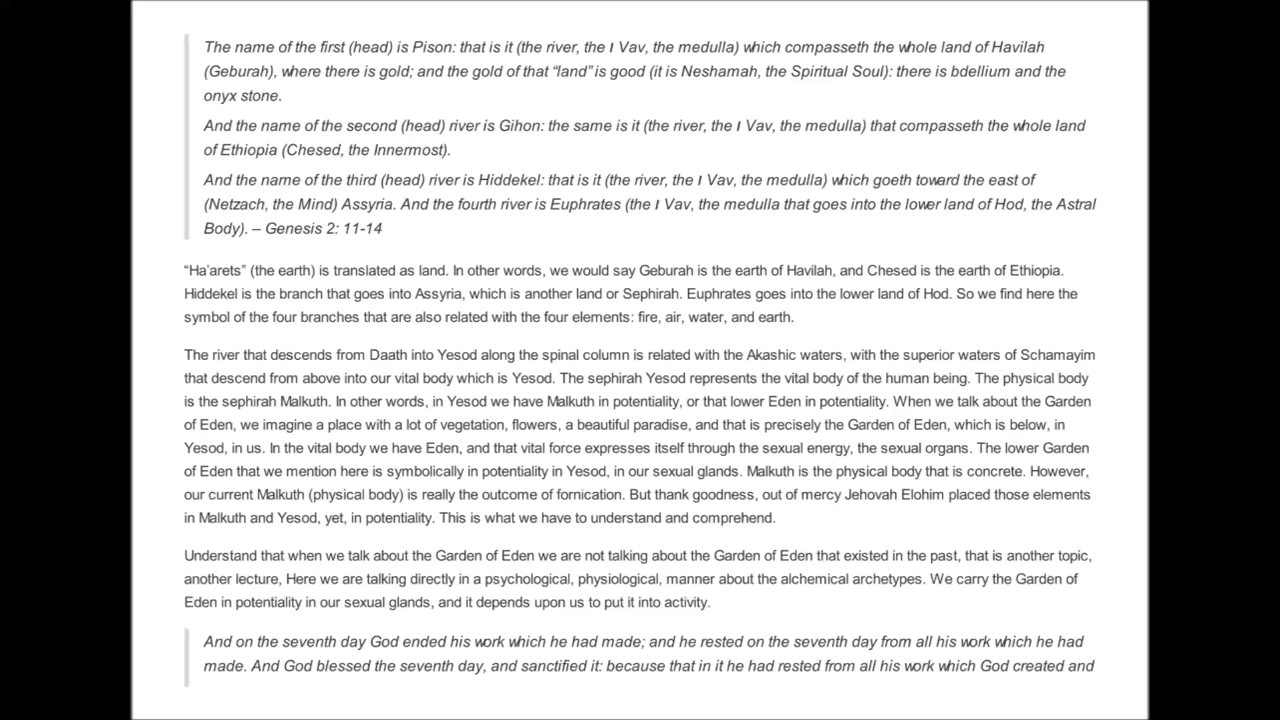 The name of the first (head) is Pison: that is it (the river, the ו Vav, the medulla) which compasseth the whole land of Havilah
(Geburah), where there is gold; and the gold of that “land” is good (it is Neshamah, the Spiritual Soul): there is bdellium and the
onyx stone.
And the name of the second (head) river is Gihon: the same is it (the river, the ו Vav, the medulla) that compasseth the whole land
of Ethiopia (Chesed, the Innermost).
And the name of the third (head) river is Hiddekel: that is it (the river, the ו Vav, the medulla) which goeth toward the east of
(Netzach, the Mind) Assyria. And the fourth river is Euphrates (the ו Vav, the medulla that goes into the lower land of Hod, the Astral
Body). – Genesis 2: 11-14
“Ha’arets” (the earth) is translated as land. In other words, we would say Geburah is the earth of Havilah, and Chesed is the earth of Ethiopia.
Hiddekel is the branch that goes into Assyria, which is another land or Sephirah. Euphrates goes into the lower land of Hod. So we find here the
symbol of the four branches that are also related with the four elements: fire, air, water, and earth.
The river that descends from Daath into Yesod along the spinal column is related with the Akashic waters, with the superior waters of Schamayim
that descend from above into our vital body which is Yesod. The sephirah Yesod represents the vital body of the human being. The physical body
is the sephirah Malkuth. In other words, in Yesod we have Malkuth in potentiality, or that lower Eden in potentiality. When we talk about the Garden
of Eden, we imagine a place with a lot of vegetation, flowers, a beautiful paradise, and that is precisely the Garden of Eden, which is below, in
Yesod, in us. In the vital body we have Eden, and that vital force expresses itself through the sexual energy, the sexual organs. The lower Garden
of Eden that we mention here is symbolically in potentiality in Yesod, in our sexual glands. Malkuth is the physical body that is concrete. However,
our current Malkuth (physical body) is really the outcome of fornication. But thank goodness, out of mercy Jehovah Elohim placed those elements
in Malkuth and Yesod, yet, in potentiality. This is what we have to understand and comprehend.
Understand that when we talk about the Garden of Eden we are not talking about the Garden of Eden that existed in the past, that is another topic,
another lecture, Here we are talking directly in a psychological, physiological, manner about the alchemical archetypes. We carry the Garden of
Eden in potentiality in our sexual glands, and it depends upon us to put it into activity.
And on the seventh day God ended his work which he had made; and he rested on the seventh day from all his work which he had
made. And God blessed the seventh day, and sanctified it: because that in it he had rested from all his work which God created and